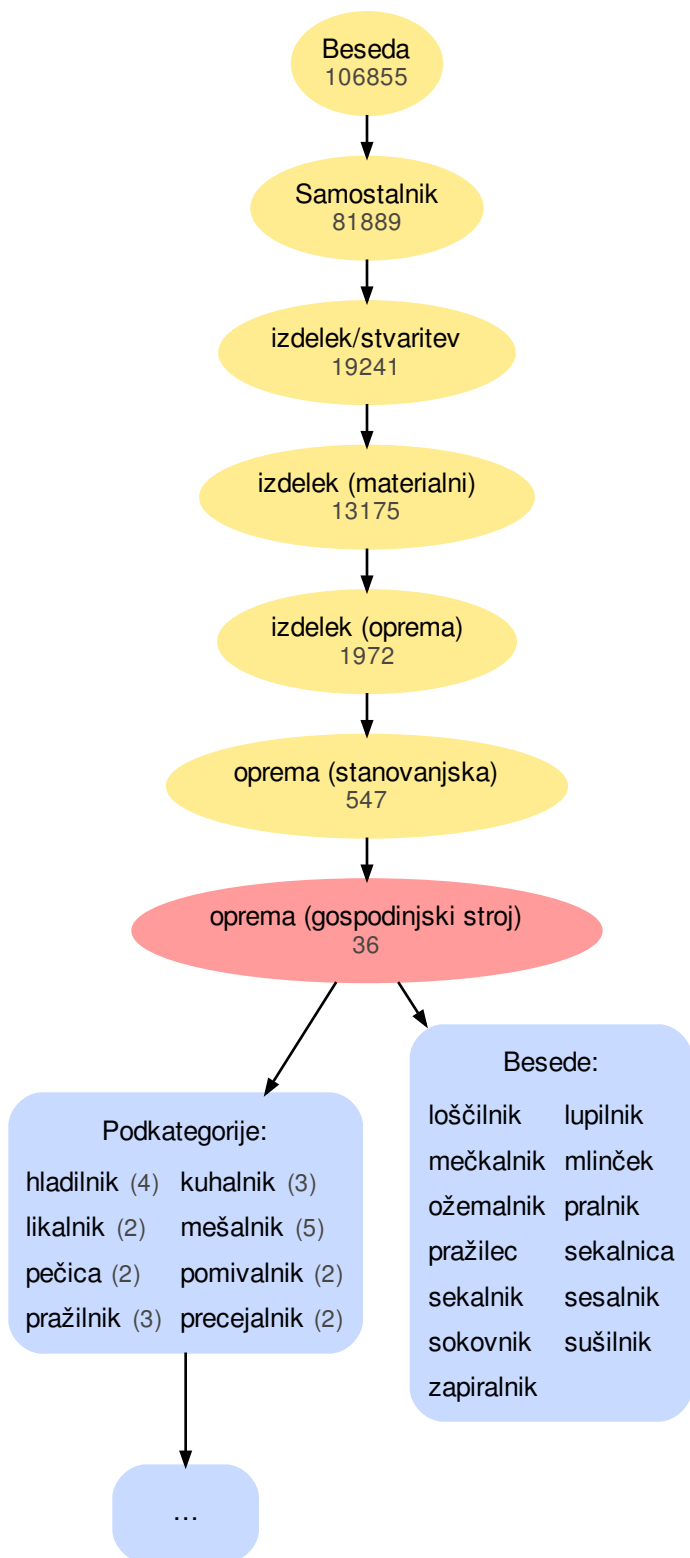 Beseda
106855
Samostalnik
81889
izdelek/stvaritev
19241
izdelek (materialni)
13175
izdelek (oprema)
1972
oprema (stanovanjska)
547
oprema (gospodinjski stroj)
36
Podkategorije:
hladilnik (4) kuhalnik (3)
likalnik (2) mešalnik (5)
pečica (2) pomivalnik (2)
pražilnik (3) precejalnik (2)
Besede:
loščilnik lupilnik
mečkalnik mlinček
ožemalnik pralnik
pražilec sekalnica
sekalnik sesalnik
sokovnik sušilnik
zapiralnik
...